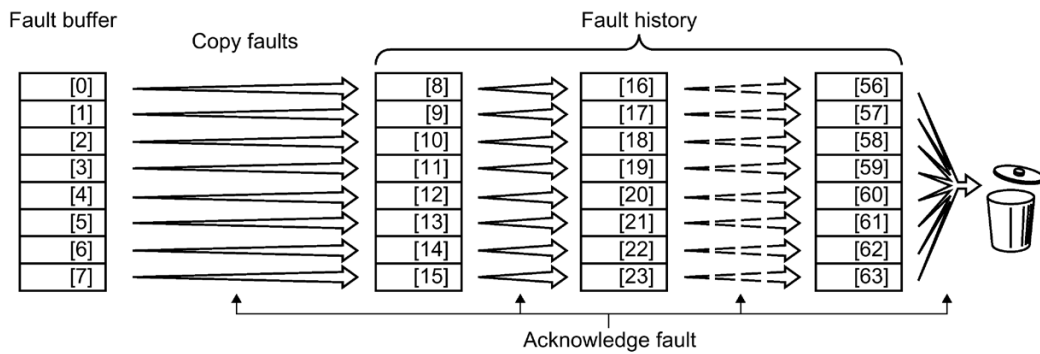 Fault buffer
Copy faults
Fault history
[0] [8] [16] [56]
[1] [9] [17] [57]
[2] [10] [18] [58]
[3] [11] [19] [59]
[4] [12] [20] [60]
[5] [13] [21] [61]
[6] [14] [22] [62]
[7] [15] [23] [63]
Acknowledge fault